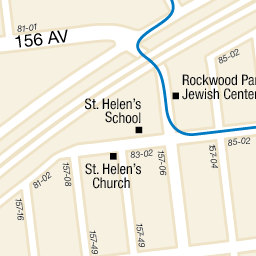 81-01
156 AV
85-02
Rockwood Par
Jewish Center
St. Helen's
School
85-02
83-02
St. Helen's
Church
81-02
157-08
157-06
157-04
157-16
157-49
157-49